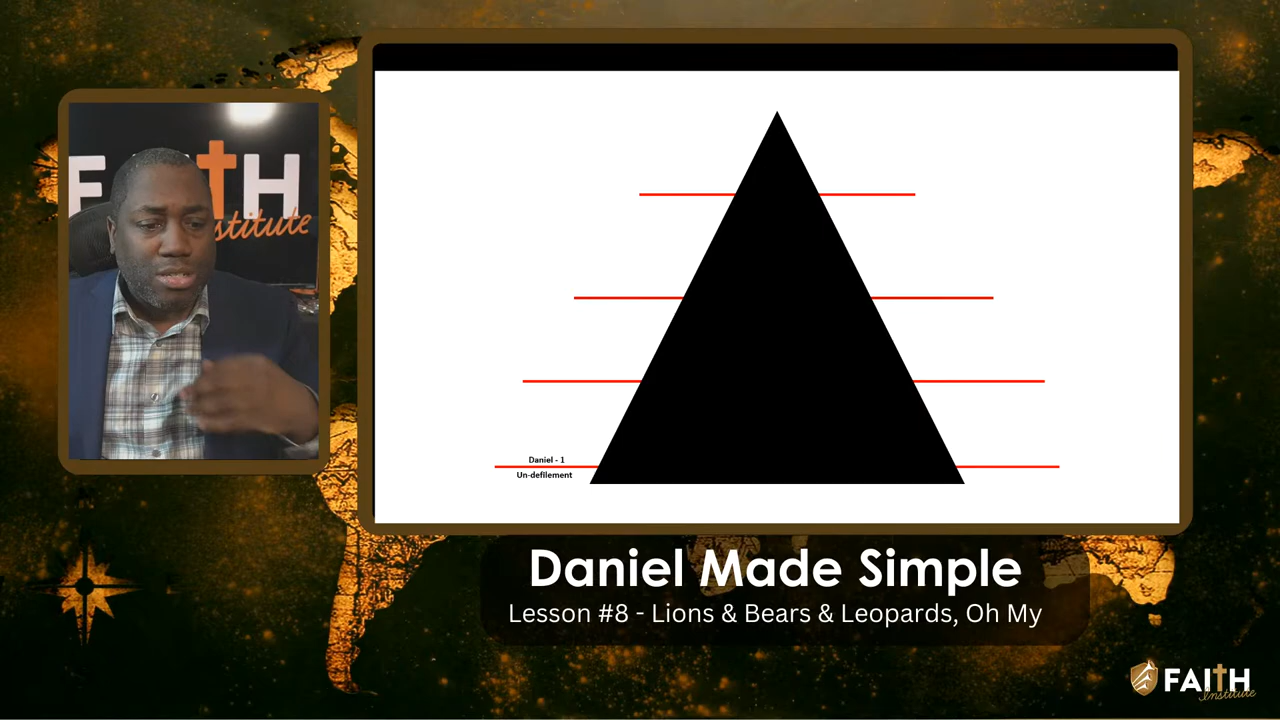 FAITH
Institute
Daniel - 1
Un-defilement
Daniel Made Simple
Lesson #8 - Lions & Bears & Leopards, Oh My
FAITH
Institute